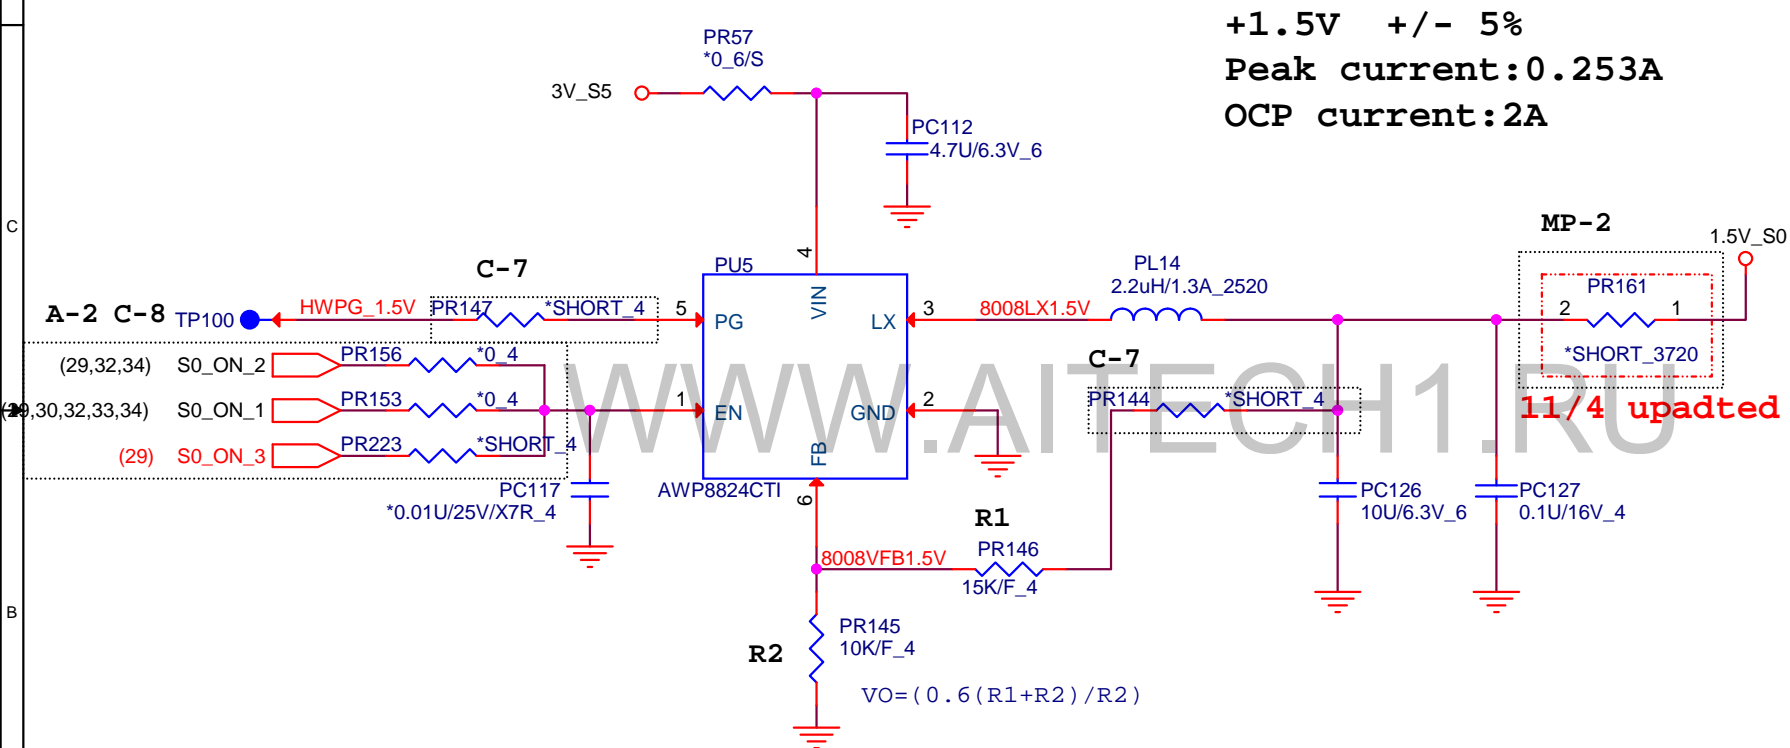 +1.5V +/- 5%
Peak current:0.253A
OCP current:2A
PR57
*0_6/S
3V_S5
PC112
4.7U/6.3V_6
C
MP-2
1.5V_S0
4
PU5
PL14
2.2uH/1.3A_2520
PR161
C-7
A-2 C-8
TP100
HWPG_1.5V
PR147
*SHORT_4
5
PG
VIN
LX
3
8008LX1.5V
2
1
*SHORT_3720
11/4 upadted
(29,32,34)
S0_ON_2
PR156
*0_4
C-7
(29,30,32,33,34)
S0_ON_1
PR153
*0_4
1
EN
GND
2
PR144
*SHORT_4
WWW.AITECH1.RU
(29)
S0_ON_3
PR223
*SHORT_4
FB
PC117
*0.01U/25V/X7R_4
AWP8824CTI
6
PC126
10U/6.3V_6
PC127
0.1U/16V_4
R1
8008VFB1.5V
PR146
15K/F_4
B
R2
PR145
10K/F_4
VO=(0.6(R1+R2)/R2)